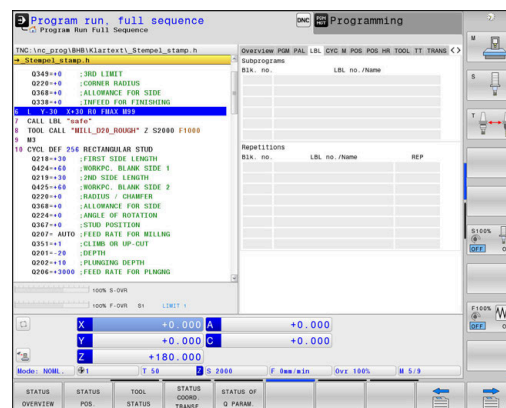 Program run, full sequence
Program Run Full Sequence
DNC
Programming
TNC:\nc_prog\BHB\Klartext\_Stempel_stamp.h
→_Stempel_stamp.h
Q349=+0 ;3RD LIMIT
Q220=+0 ;CORNER RADIUS
Q368=+0 ;ALLOWANCE FOR SIDE
Q338=+0 ;INFEED FOR FINISHING
6 L Y-30 X+30 R0 FMAX M99
7 CALL LBL "safe"
8 TOOL CALL "MILL_D20_ROUGH" Z S2000 F1000
9 M3
10 CYCL DEF 256 RECTANGULAR STUD
Q218=+30 ;FIRST SIDE LENGTH
Q424=+60 ;WORKPC. BLANK SIDE 1
Q219=+30 ;2ND SIDE LENGTH
Q425=+60 ;WORKPC. BLANK SIDE 2
Q220=+0 ;RADIUS / CHAMFER
Q368=+0 ;ALLOWANCE FOR SIDE
Q224=+0 ;ANGLE OF ROTATION
Q367=+0 ;STUD POSITION
Q207= AUTO ;FEED RATE FOR MILLNG
Q351=+1 ;CLIMB OR UP-CUT
Q201=-20 ;DEPTH
Q202=+10 ;PLUNGING DEPTH
Q206=+3000 ;FEED RATE FOR PLNGNG
Overview PGM PAL LBL CYC M POS POS HR TOOL TT TRANS
Subprograms
Blk. no. LBL no./Name
Repetitions
Blk. no. LBL no./Name REP
100% S-OVR
100% F-OVR S1 LIMIT 1
X +0.000 A +0.000
Y +0.000 C +0.000
Z +180.000
Mode: NOML. 1 T 50 Z S 2000 F 0mm/min Ovr 100% M 5/9
STATUS OVERVIEW
STATUS POS.
TOOL STATUS
STATUS COORD. TRANSF.
STATUS OF Q PARAM.
M
S
T
S100%
OFF
F100%
OFF